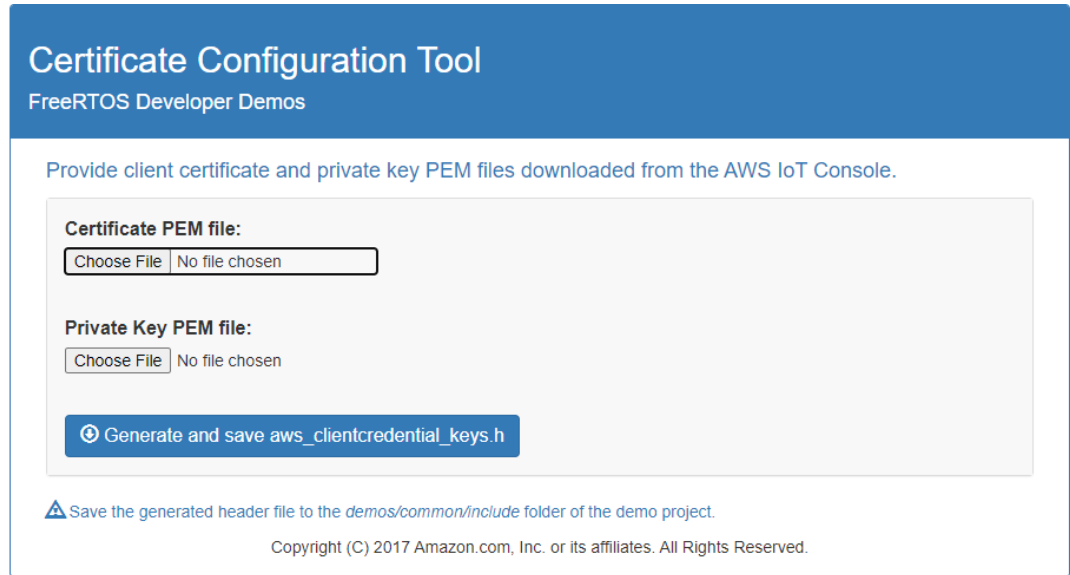 Certificate Configuration Tool
FreeRTOS Developer Demos
Provide client certificate and private key PEM files downloaded from the AWS IoT Console.
Certificate PEM file:
Choose File No file chosen
Private Key PEM file:
Choose File No file chosen
Generate and save aws_clientcredential_keys.h
Save the generated header file to the demos/common/include folder of the demo project.
Copyright (C) 2017 Amazon.com, Inc. or its affiliates. All Rights Reserved.